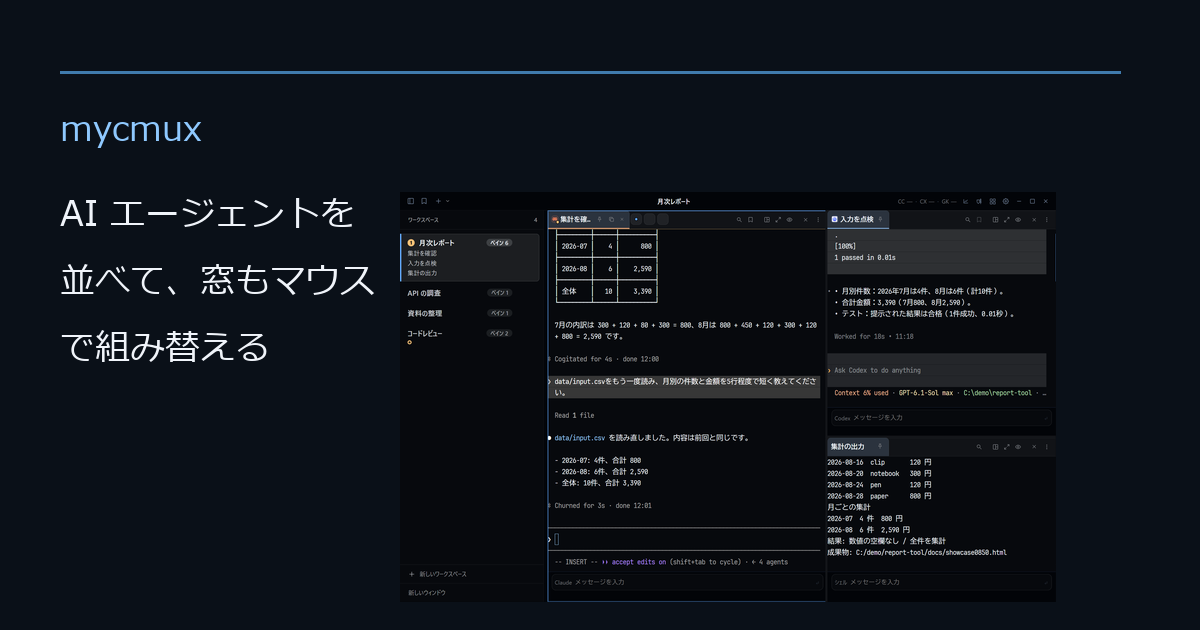 mycmux
AI エージェントを
並べて、窓もマウス
で組み替える
月次レポート
CC —
CX —
GK —
ワークスペース 4
1 月次レポート ペイン 6
集計を確認
入力を点検
集計の出力
API の調査 ペイン 1
資料の整理 ペイン 1
コードレビュー ペイン 2
+ 新しいワークスペース
新しいウィンドウ
集計を確…
2026-07 4 800
2026-08 6 2,590
全体 10 3,390
7月の内訳は 300 + 120 + 80 + 300 = 800、8月は 800 + 450 + 120 + 300 + 120
+ 800 = 2,590 です。
Cogitated for 4s · done 12:00
data/input.csvをもう一度読み、月別の件数と金額を5行程度で短く教えてくださ
い。
Read 1 file
data/input.csv を読み直しました。内容は前回と同じです。
- 2026-07: 4件、合計 800
- 2026-08: 6件、合計 2,590
- 全体: 10件、合計 3,390
Churned for 3s · done 12:01
-- INSERT -- ›› accept edits on (shift+tab to cycle) · ← 4 agents
Claude メッセージを入力
入力を点検
.
[100%]
1 passed in 0.01s
• 月別件数：2026年7月は4件、8月は6件（計10件）。
• 合計金額：3,390（7月800、8月2,590）。
• テスト：提示された結果は合格（1件成功、0.01秒）。
Worked for 18s • 11:18
› Ask Codex to do anything
Context 6% used · GPT-6.1-Sol max · C:\demo\report-tool · …
Codex メッセージを入力
集計の出力
2026-08-16 clip 120 円
2026-08-20 notebook 300 円
2026-08-24 pen 120 円
2026-08-28 paper 800 円
月ごとの集計
2026-07 4 件 800 円
2026-08 6 件 2,590 円
結果: 数値の空欄なし / 全件を集計
成果物: C:/demo/report-tool/docs/showcase0850.html
シェル メッセージを入力